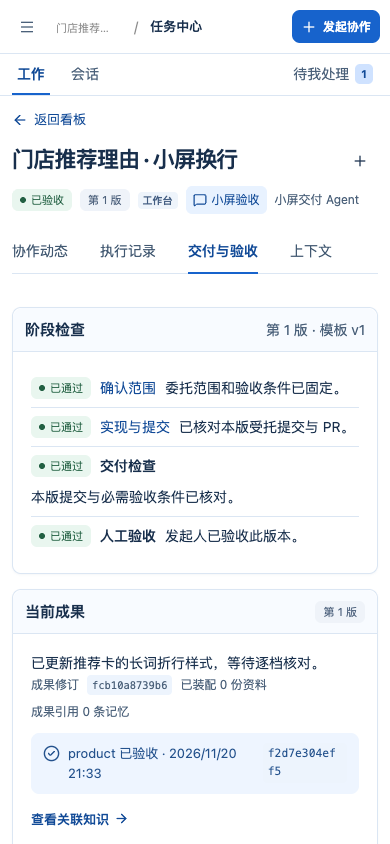 门店推荐… / 任务中心 发起协作
工作 会话 待我处理 1
返回看板
门店推荐理由 · 小屏换行
已验收 第 1 版 工作台 小屏验收 小屏交付 Agent
协作动态 执行记录 交付与验收 上下文
阶段检查 第 1 版 · 模板 v1
已通过 确认范围 委托范围和验收条件已固定。
已通过 实现与提交 已核对本版受托提交与 PR。
已通过 交付检查
本版提交与必需验收条件已核对。
已通过 人工验收 发起人已验收此版本。
当前成果 第 1 版
已更新推荐卡的长词折行样式，等待逐档核对。
成果修订 fcb10a8739b6 已装配 0 份资料
成果引用 0 条记忆
product 已验收 · 2026/11/20 f2d7e304ef
21:33 f5
查看关联知识